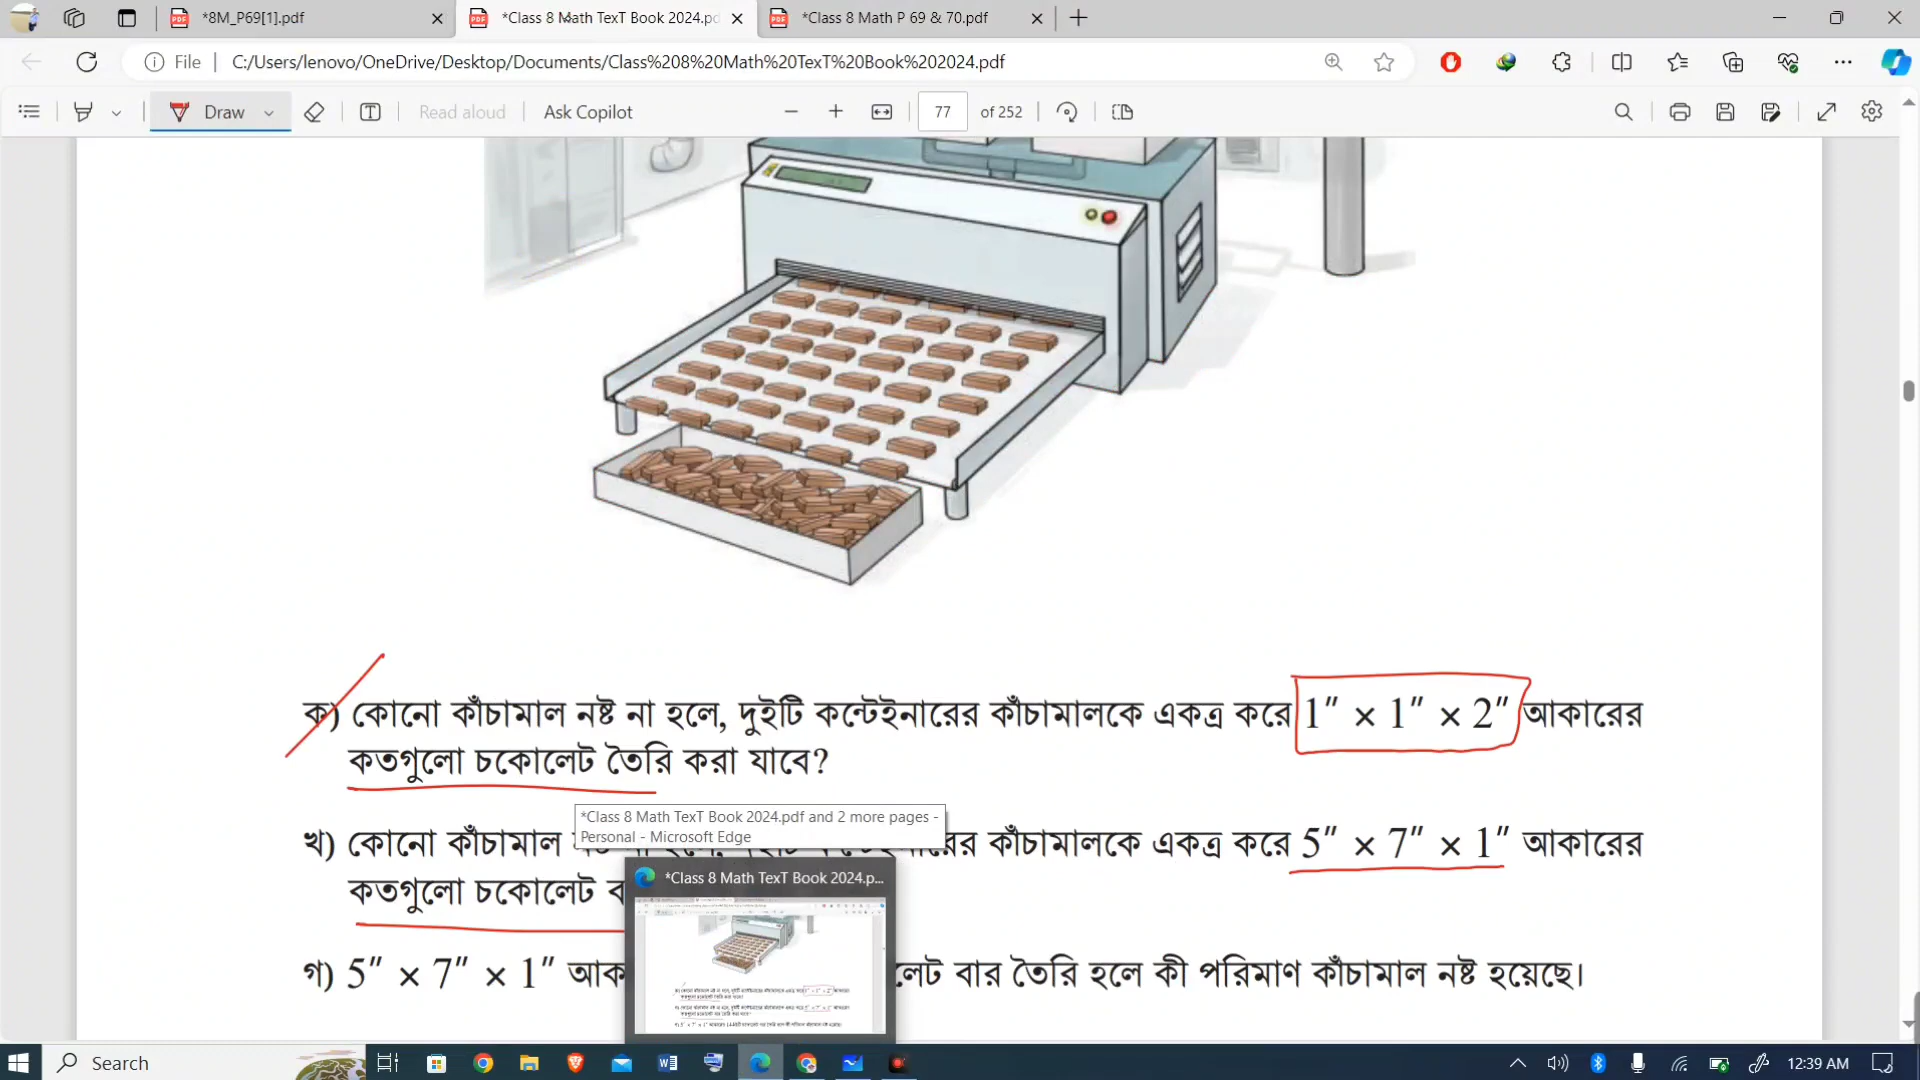 *8M_P69[1].pdf
*Class 8 Math TexT Book 2024.pd
*Class 8 Math P 69 & 70.pdf
File
C:/Users/lenovo/OneDrive/Desktop/Documents/Class%208%20Math%20TexT%20Book%202024.pdf
Draw
Read aloud
Ask Copilot
77
of 252
ক) কোনো কাঁচামাল নষ্ট না হলে, দুইটি কন্টেইনারের কাঁচামালকে একত্র করে 1″ × 1″ × 2″ আকারের
কতগুলো চকোলেট তৈরি করা যাবে?
*Class 8 Math TexT Book 2024.pdf and 2 more pages -
Personal - Microsoft Edge
খ) কোনো কাঁচামাল কাঁচামালকে একত্র করে 5″ × 7″ × 1″ আকারের
কতগুলো চকোলেট ব
*Class 8 Math TexT Book 2024.p...
গ) 5″ × 7″ × 1″ আক লেট বার তৈরি হলে কী পরিমাণ কাঁচামাল নষ্ট হয়েছে।
Search
12:39 AM